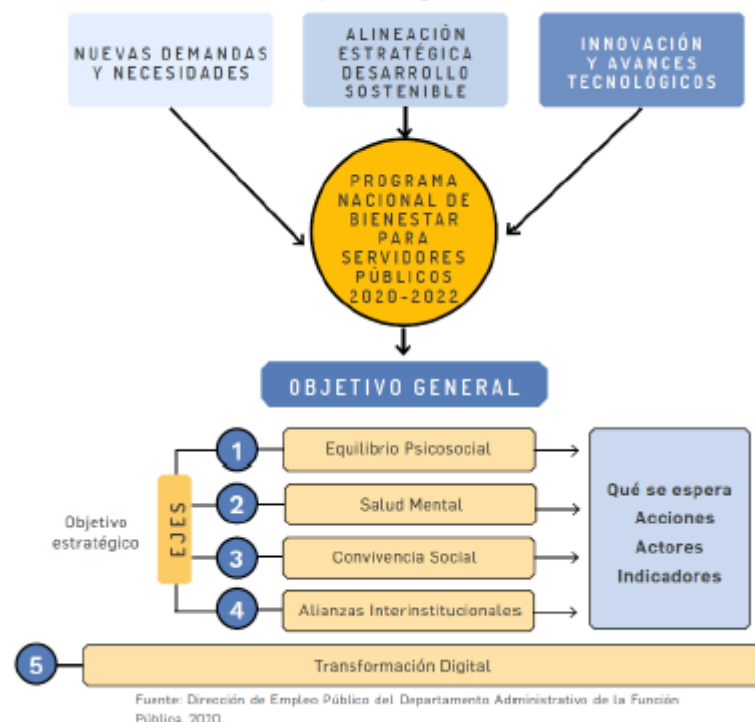 NUEVAS DEMANDAS
Y NECESIDADES
ALINEACIÓN
ESTRATÉGICA
DESARROLLO
SOSTENIBLE
INNOVACIÓN
Y AVANCES
TECNOLÓGICOS
PROGRAMA
NACIONAL DE
BIENESTAR
PARA
SERVIDORES
PÚBLICOS
2020-2022
OBJETIVO GENERAL
Objetivo
estratégico
EJES
1
Equilibrio Psicosocial
2
Salud Mental
3
Convivencia Social
4
Alianzas Interinstitucionales
Qué se espera
Acciones
Actores
Indicadores
5
Transformación Digital
Fuente: Dirección de Empleo Público del Departamento Administrativo de la Función
Pública, 2020.